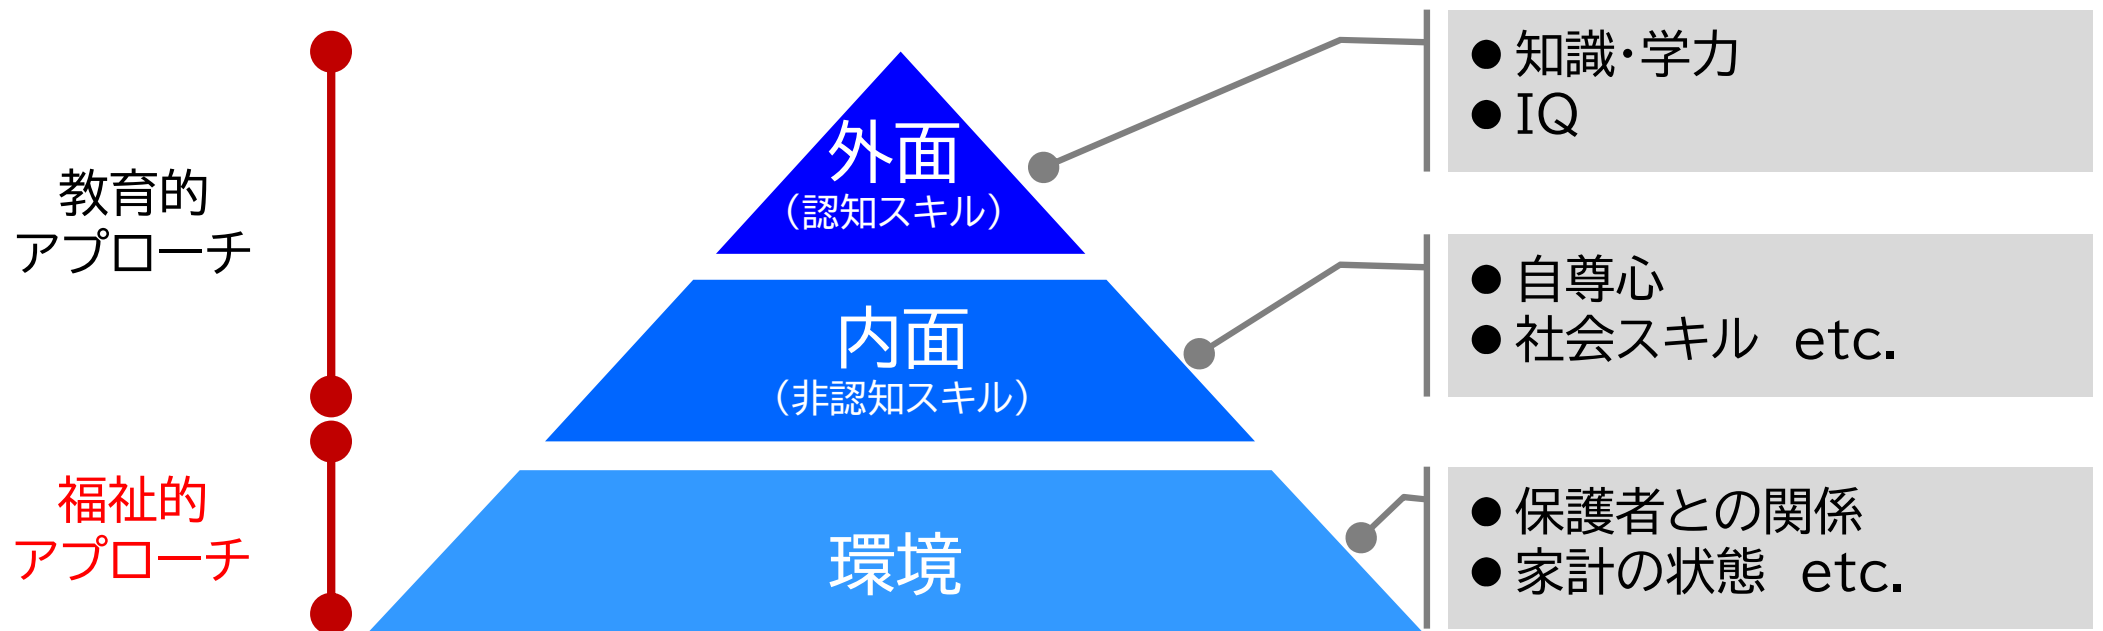 教育的
アプローチ
福祉的
アプローチ
外面
（認知スキル）
内面
（非認知スキル）
環境
● 知識・学力
● IQ
● 自尊心
● 社会スキル　etc.
● 保護者との関係
● 家計の状態　etc.